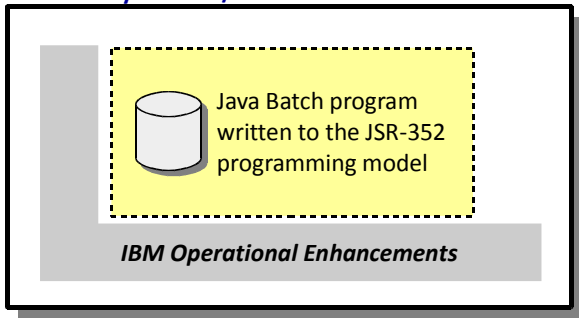 Java Batch program
written to the JSR-352
programming model
IBM Operational Enhancements